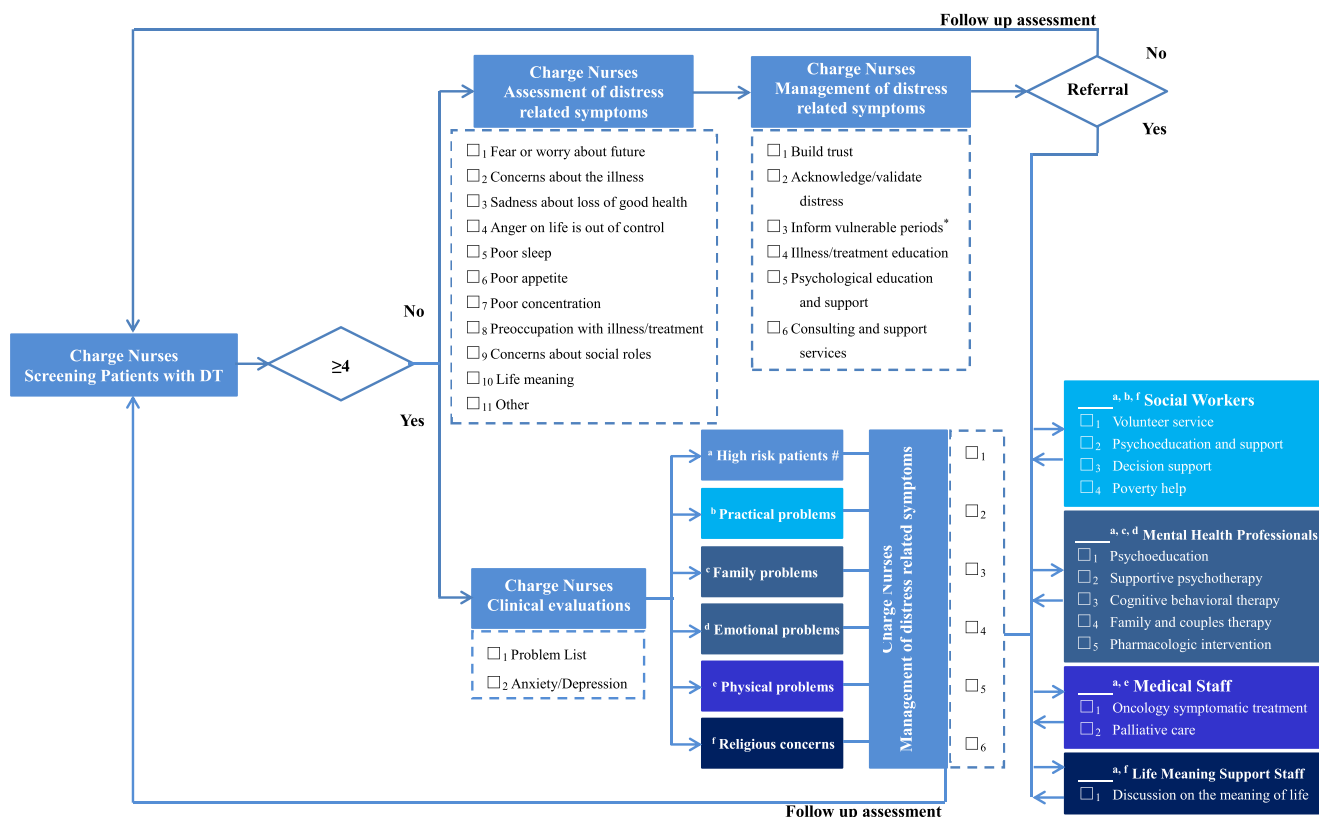 Follow up assessment
Charge Nurses
Screening Patients with DT
≥4
No
Yes
Charge Nurses
Assessment of distress
related symptoms
□1 Fear or worry about future
□2 Concerns about the illness
□3 Sadness about loss of good health
□4 Anger on life is out of control
□5 Poor sleep
□6 Poor appetite
□7 Poor concentration
□8 Preoccupation with illness/treatment
□9 Concerns about social roles
□10 Life meaning
□11 Other
Charge Nurses
Management of distress
related symptoms
□1 Build trust
□2 Acknowledge/validate
distress
□3 Inform vulnerable periods*
□4 Illness/treatment education
□5 Psychological education
and support
□6 Consulting and support
services
Referral
No
Yes
Charge Nurses
Clinical evaluations
□1 Problem List
□2 Anxiety/Depression
a High risk patients #
b Practical problems
c Family problems
d Emotional problems
e Physical problems
f Religious concerns
Charge Nurses
Management of distress related symptoms
□1
□2
□3
□4
□5
□6
____a, b, f Social Workers
□1 Volunteer service
□2 Psychoeducation and support
□3 Decision support
□4 Poverty help
____a, c, d Mental Health Professionals
□1 Psychoeducation
□2 Supportive psychotherapy
□3 Cognitive behavioral therapy
□4 Family and couples therapy
□5 Pharmacologic intervention
____a, e Medical Staff
□1 Oncology symptomatic treatment
□2 Palliative care
____a, f Life Meaning Support Staff
□1 Discussion on the meaning of life
Follow up assessment